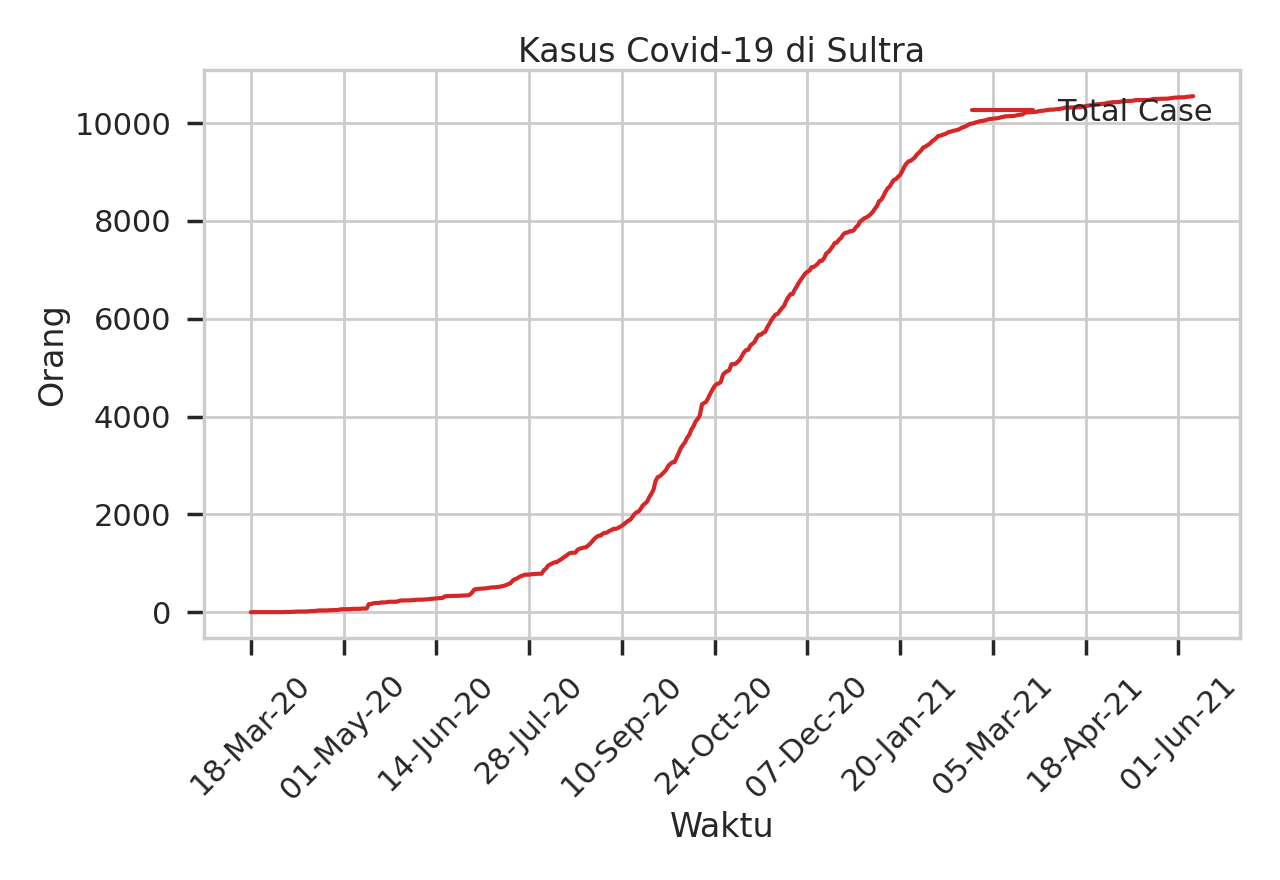 Kasus Covid-19 di Sultra
Total Case
Orang
10000
8000
6000
4000
2000
0
18-Mar-20
01-May-20
14-Jun-20
28-Jul-20
10-Sep-20
24-Oct-20
07-Dec-20
20-Jan-21
05-Mar-21
18-Apr-21
01-Jun-21
Waktu